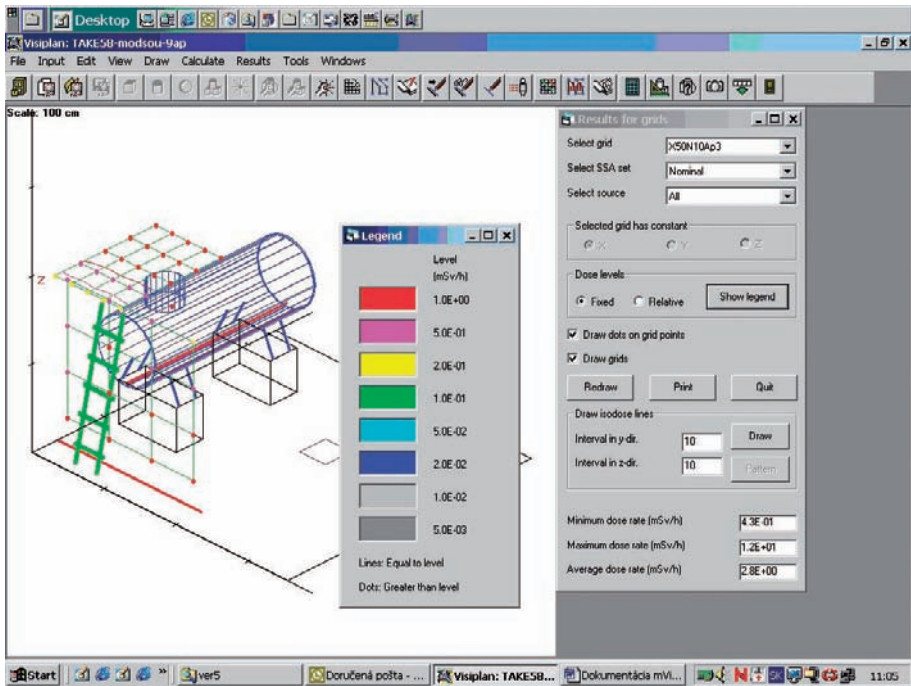 Desktop
Visiplan: TAKE58-modsou-9ap
File Input Edit View Draw Calculate Results Tools Windows
Scale: 100 cm
Z
Legend
Level
(mSv/h)
1.0E+00
5.0E-01
2.0E-01
1.0E-01
5.0E-02
2.0E-02
1.0E-02
5.0E-03
Lines: Equal to level
Dots: Greater than level
Results for grids
Select grid X50N10Ap3
Select SSA set Nominal
Select source All
Selected grid has constant
X Y Z
Dose levels
Fixed Relative Show legend
Draw dots on grid points
Draw grids
Redraw Print Quit
Draw isodose lines
Interval in y-dir. 10 Draw
Interval in z-dir. 10 Pattern
Minimum dose rate (mSv/h) 4.3E-01
Maximum dose rate (mSv/h) 1.2E+01
Average dose rate (mSv/h) 2.8E+00
Start ver5 Doručená pošta - ... Visiplan: TAKE58... Dokumentácia mVi... SK 11:05